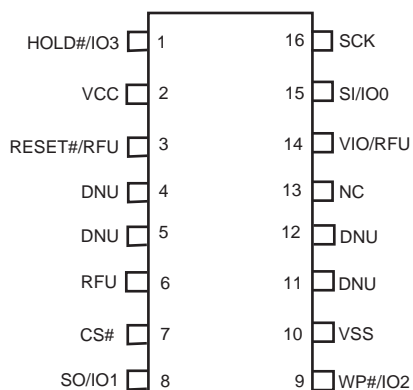 HOLD#/IO3 1 16 SCK
VCC 2 15 SI/IO0
RESET#/RFU 3 14 VIO/RFU
DNU 4 13 NC
DNU 5 12 DNU
RFU 6 11 DNU
CS# 7 10 VSS
SO/IO1 8 9 WP#/IO2